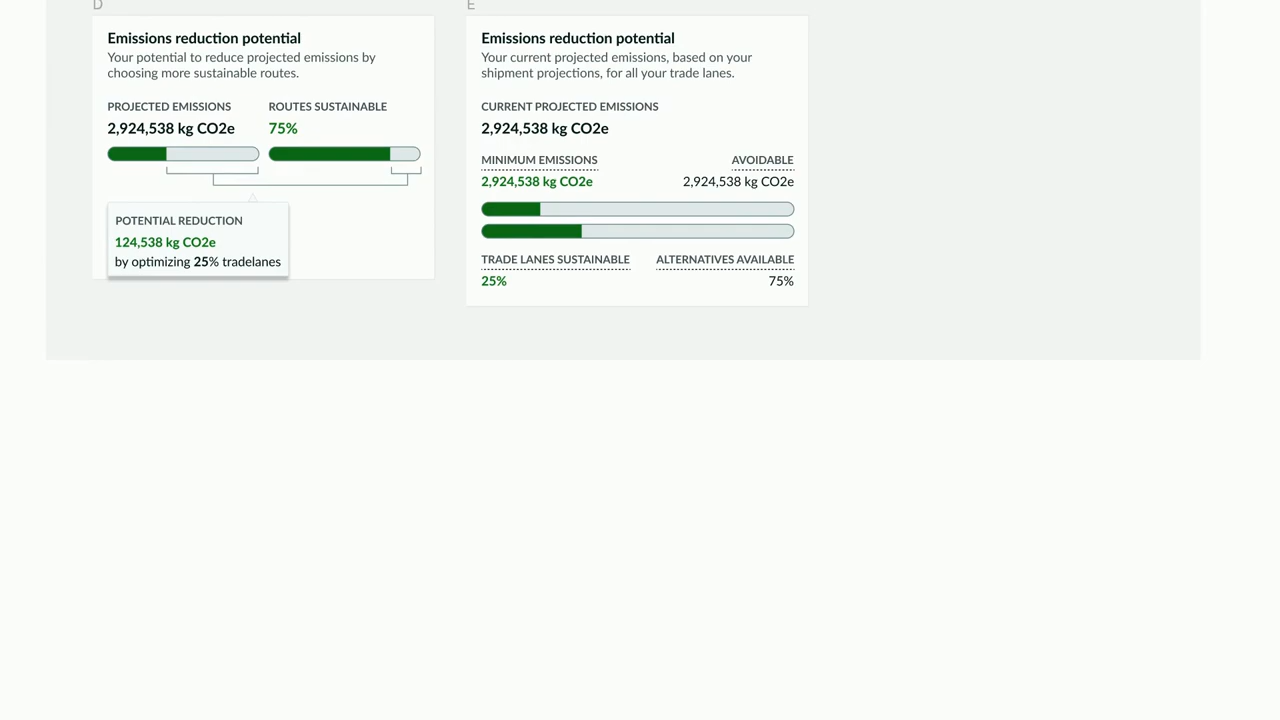 D
Emissions reduction potential
Your potential to reduce projected emissions by
choosing more sustainable routes.
PROJECTED EMISSIONS
2,924,538 kg CO2e
ROUTES SUSTAINABLE
75%
POTENTIAL REDUCTION
124,538 kg CO2e
by optimizing 25% tradelanes
E
Emissions reduction potential
Your current projected emissions, based on your
shipment projections, for all your trade lanes.
CURRENT PROJECTED EMISSIONS
2,924,538 kg CO2e
MINIMUM EMISSIONS
2,924,538 kg CO2e
AVOIDABLE
2,924,538 kg CO2e
TRADE LANES SUSTAINABLE
25%
ALTERNATIVES AVAILABLE
75%